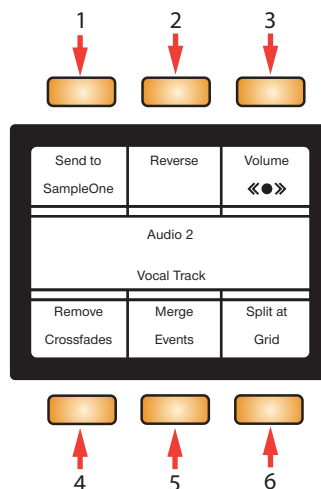 1 2 3
Send to Reverse Volume
SampleOne «●»
Audio 2
Vocal Track
Remove Merge Split at
Crossfades Events Grid
4 5 6